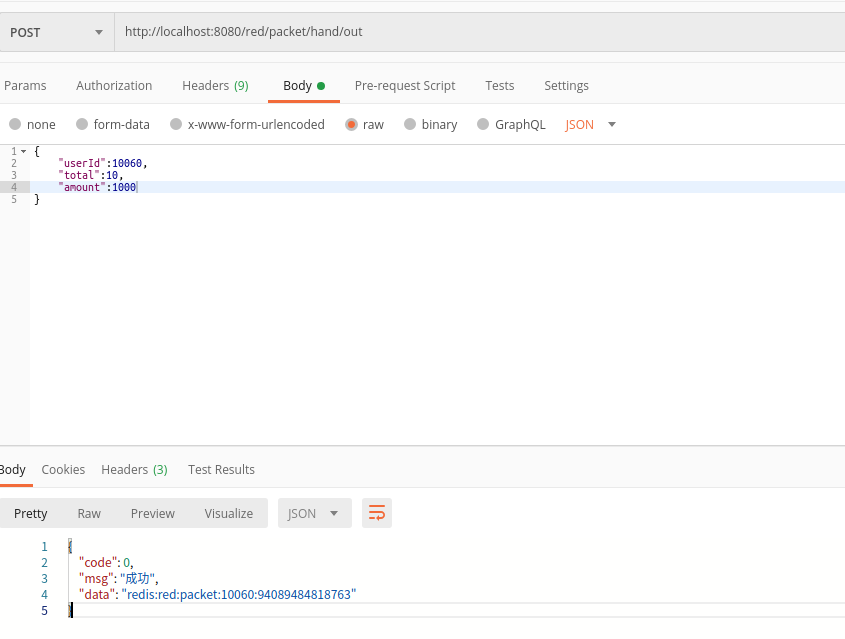 POST http://localhost:8080/red/packet/hand/out
Params Authorization Headers (9) Body Pre-request Script Tests Settings
none form-data x-www-form-urlencoded raw binary GraphQL JSON
1 {
2 "userId":10060,
3 "total":10,
4 "amount":1000
5 }
Body Cookies Headers (3) Test Results
Pretty Raw Preview Visualize JSON
1 {
2 "code": 0,
3 "msg": "成功",
4 "data": "redis:red:packet:10060:94089484818763"
5 }